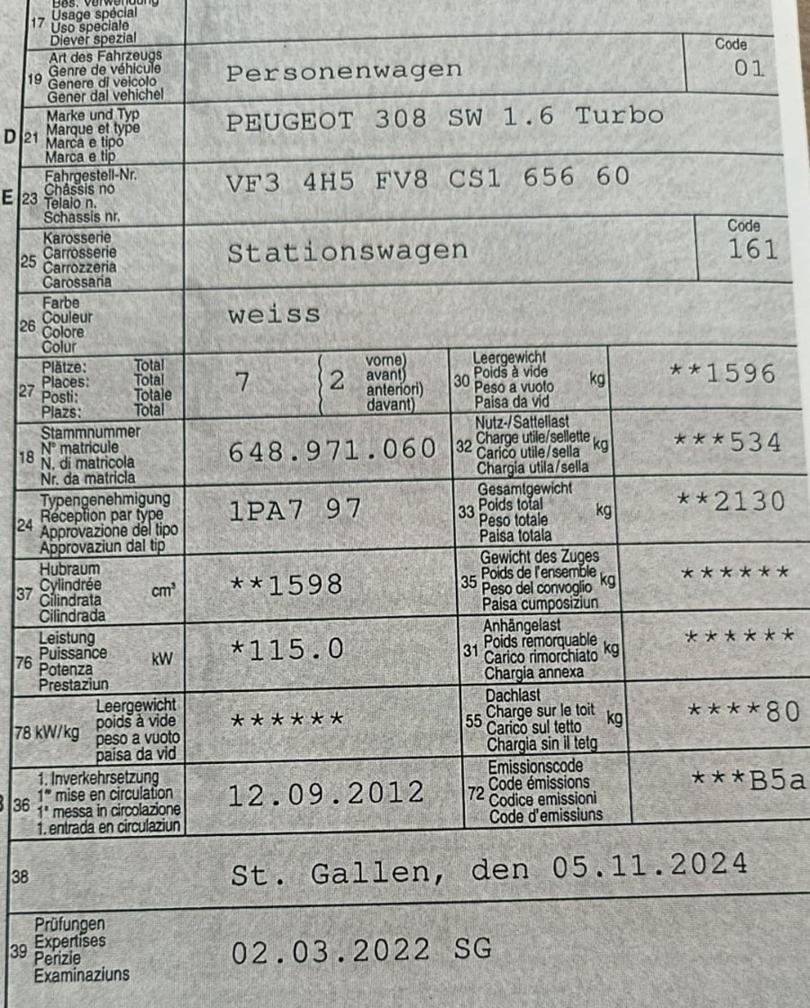 Bes. Verwendung
17 Usage spécial
Uso speciale
Diever spezial
Art des Fahrzeugs
19 Genre de véhicule
Genere di veicolo
Gener dal vehichel
Personenwagen
Code
01
Marke und Typ
D 21 Marque et type
Marca e tipo
Marca e tip
PEUGEOT 308 SW 1.6 Turbo
Fahrgestell-Nr.
E 23 Châssis no
Telaio n.
Schassis nr.
VF3 4H5 FV8 CS1 656 60
Karosserie
25 Carrosserie
Carrozzeria
Carossaria
Stationswagen
Code
161
Farbe
26 Couleur
Colore
Colur
weiss
Plätze: Total
27 Places: Total
Posti: Totale
Plazs: Total
7 ( 2
vorne)
avant)
anteriori)
davant)
Leergewicht
30 Poids à vide kg
Peso a vuoto
Paisa da vid
**1596
Stammnummer
18 N° matricule
N. di matricola
Nr. da matricla
648.971.060
Nutz-/Sattellast
32 Charge utile/sellette kg
Carico utile/sella
Chargia utila/sella
***534
Typengenehmigung
24 Réception par type
Approvazione del tipo
Approvaziun dal tip
1PA7 97
Gesamtgewicht
33 Poids total kg
Peso totale
Paisa totala
**2130
Hubraum
37 Cylindrée cm³
Cilindrata
Cilindrada
**1598
Gewicht des Zuges
35 Poids de l'ensemble kg
Peso del convoglio
Paisa cumposiziun
******
Leistung
76 Puissance kW
Potenza
Prestaziun
*115.0
Anhängelast
31 Poids remorquable kg
Carico rimorchiato
Chargia annexa
******
Leergewicht
78 kW/kg poids à vide
peso a vuoto
paisa da vid
******
Dachlast
55 Charge sur le toit kg
Carico sul tetto
Chargia sin il tetg
****80
1. Inverkehrsetzung
36 1re mise en circulation
1a messa in circolazione
1. entrada en circulaziun
12.09.2012
Emissionscode
72 Code émissions
Codice emissioni
Code d'emissiuns
***B5a
38
St. Gallen, den 05.11.2024
Prüfungen
39 Expertises
Perizie
Examinaziuns
02.03.2022 SG